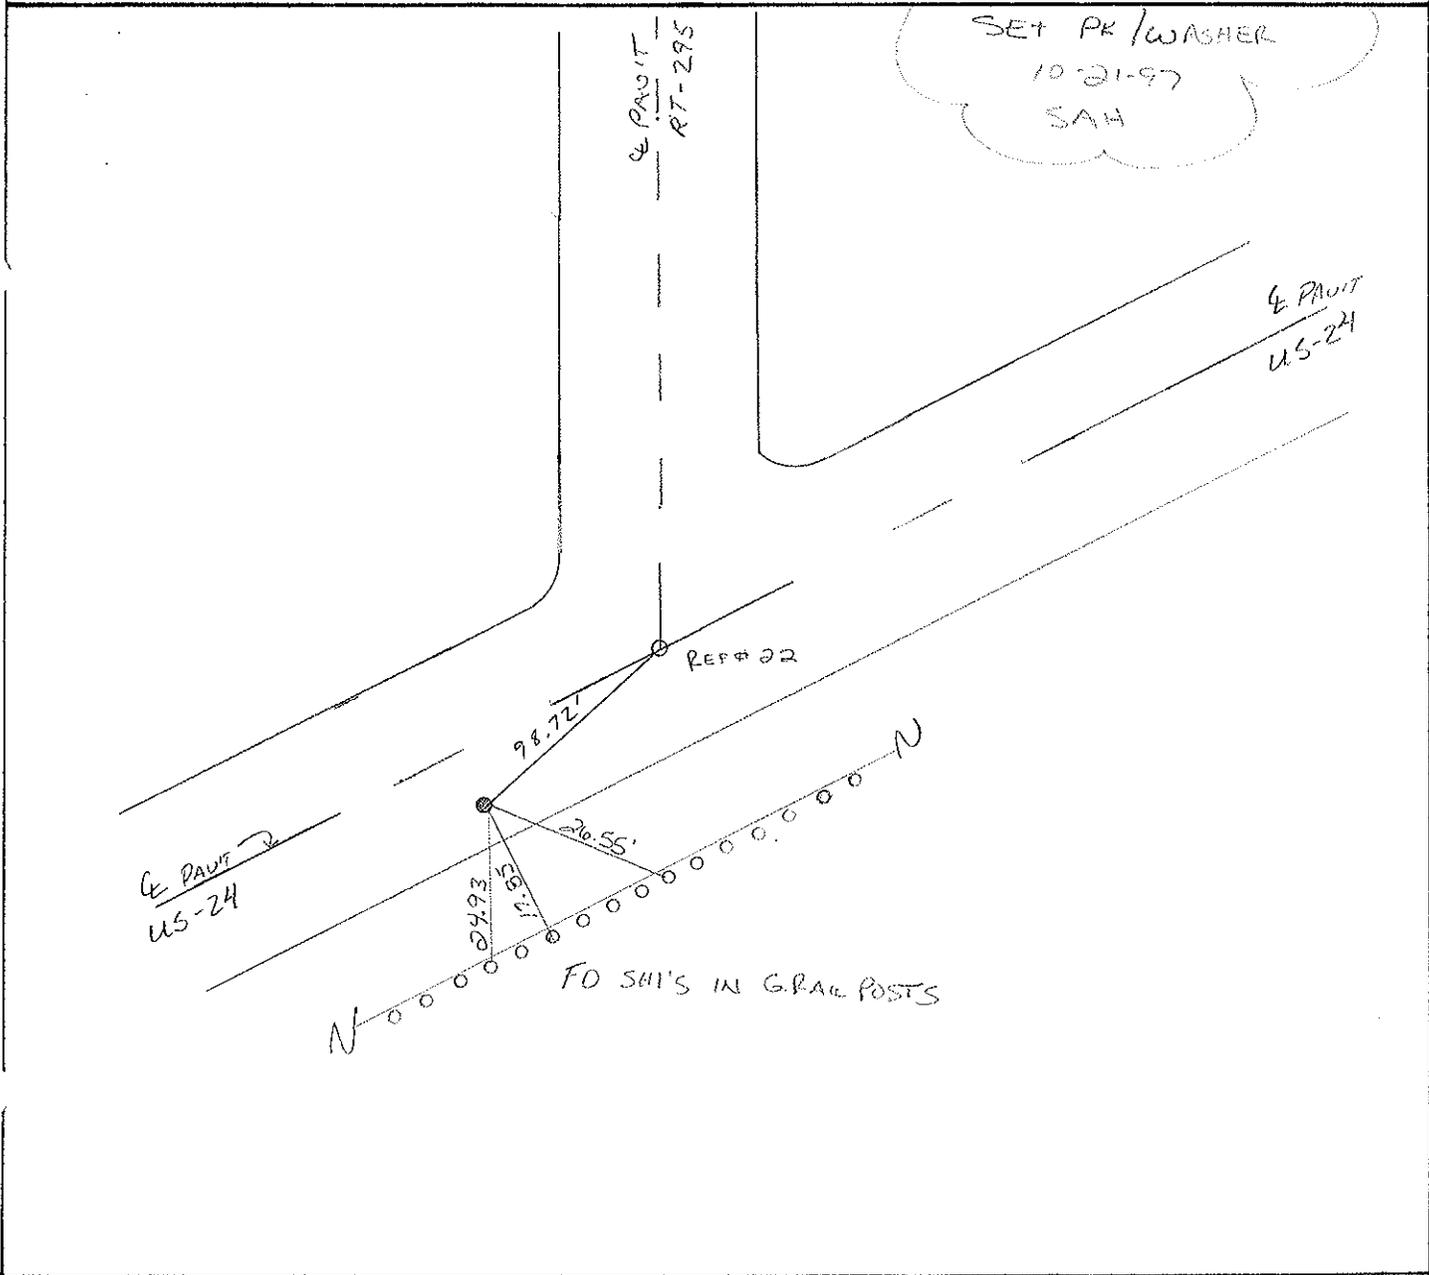 SET PK/WASHER
10-21-97
SAH
℄ PAV'T
RT-295
℄ PAV'T
US-24
REF# 22
98.72'
26.55'
17.85
24.93
℄ PAV'T
US-24
N
N
FD SHI'S IN G.RAIL POSTS